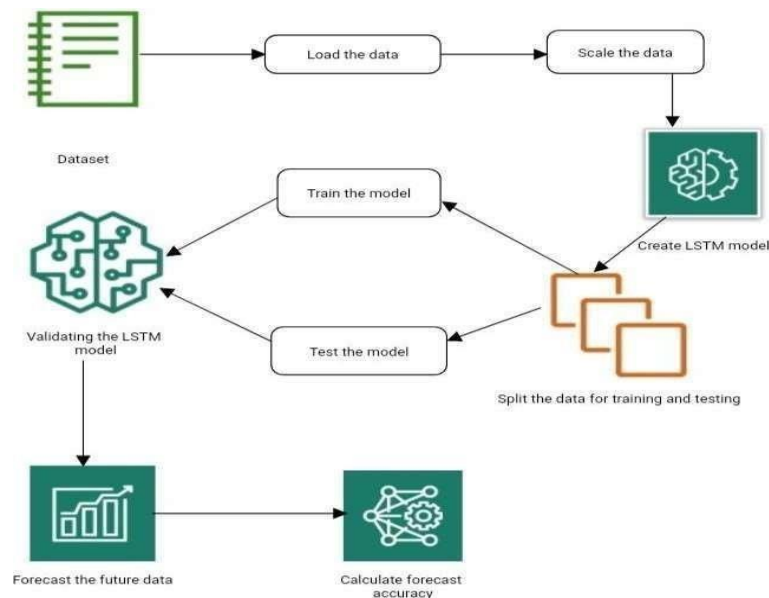 Load the data
Scale the data
Dataset
Create LSTM model
Train the model
Validating the LSTM
model
Test the model
Split the data for training and testing
Forecast the future data
Calculate forecast
accuracy